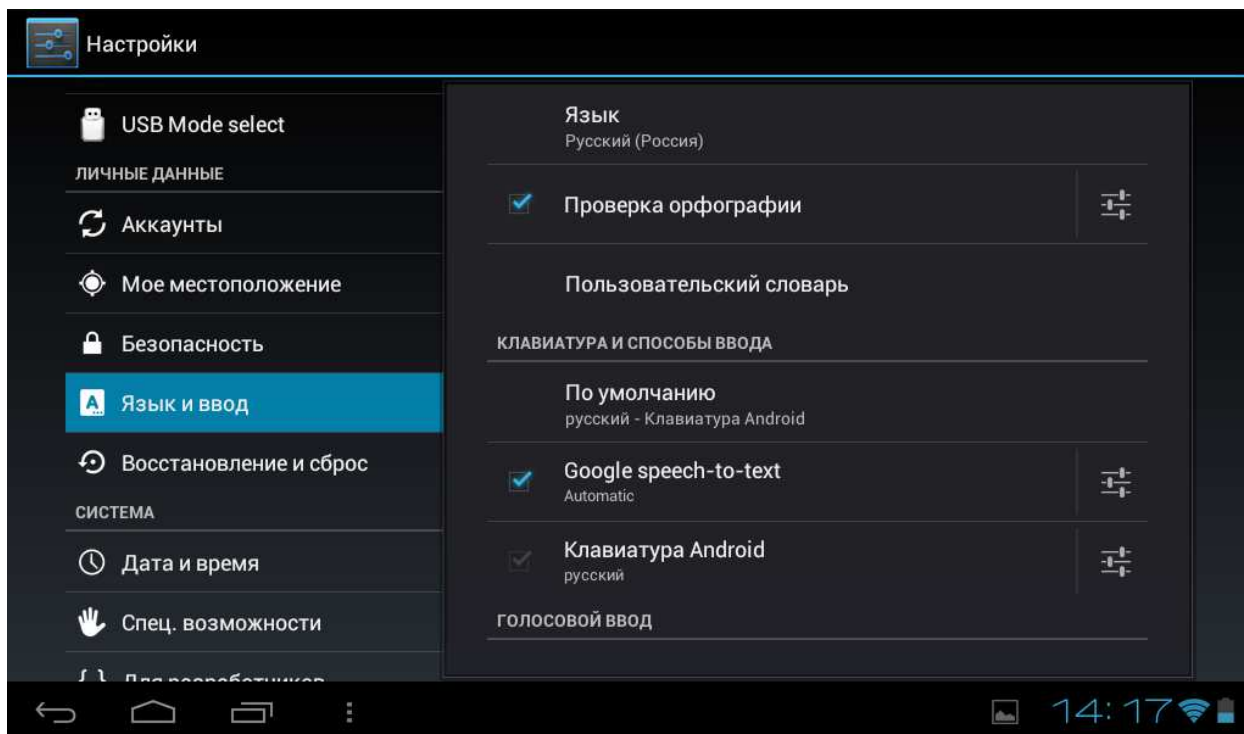 Настройки
USB Mode select
ЛИЧНЫЕ ДАННЫЕ
Аккаунты
Мое местоположение
Безопасность
Язык и ввод
Восстановление и сброс
СИСТЕМА
Дата и время
Спец. возможности
Для разработчиков
Язык
Русский (Россия)
Проверка орфографии
Пользовательский словарь
КЛАВИАТУРА И СПОСОБЫ ВВОДА
По умолчанию
русский - Клавиатура Android
Google speech-to-text
Automatic
Клавиатура Android
русский
ГОЛОСОВОЙ ВВОД
14:17